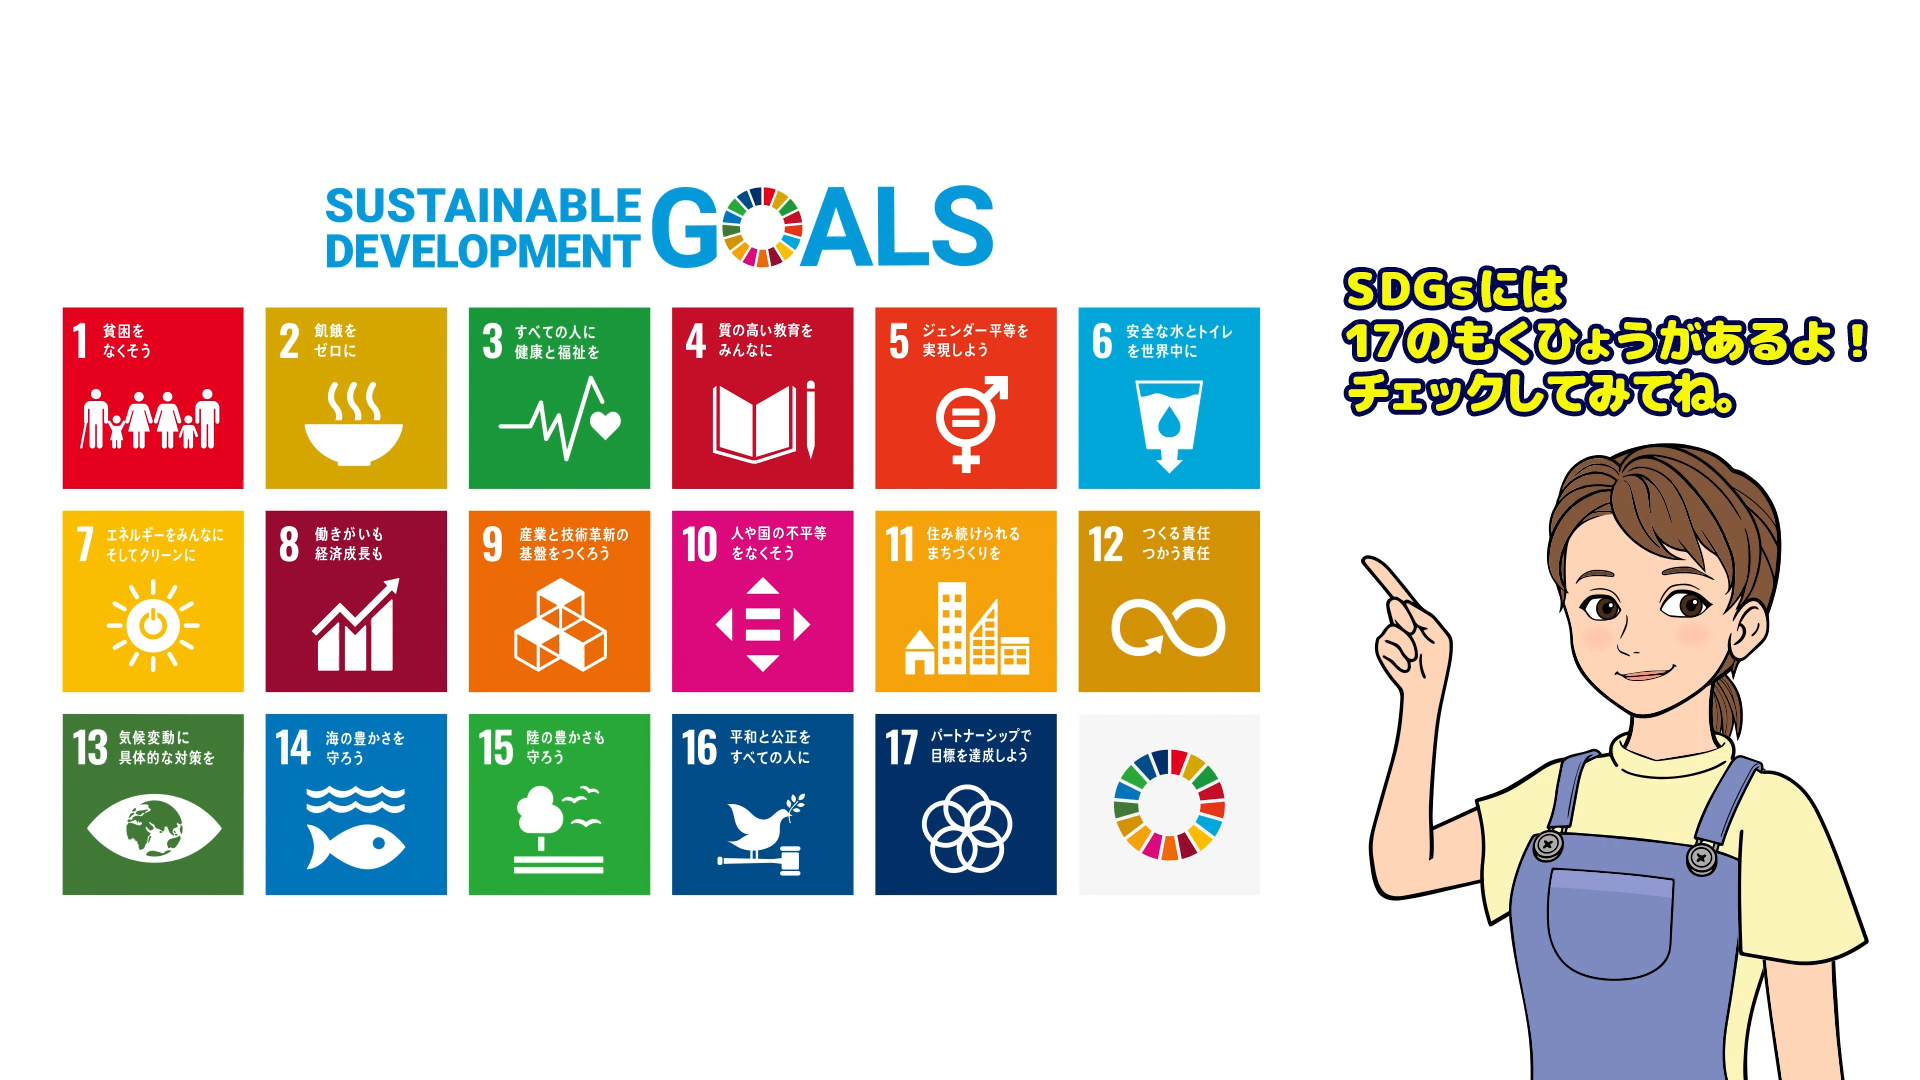 SUSTAINABLE
DEVELOPMENT
GOALS
1 貧困を
なくそう
2 飢餓を
ゼロに
3 すべての人に
健康と福祉を
4 質の高い教育を
みんなに
5 ジェンダー平等を
実現しよう
6 安全な水とトイレ
を世界中に
7 エネルギーをみんなに
そしてクリーンに
8 働きがいも
経済成長も
9 産業と技術革新の
基盤をつくろう
10 人や国の不平等
をなくそう
11 住み続けられる
まちづくりを
12 つくる責任
つかう責任
13 気候変動に
具体的な対策を
14 海の豊かさを
守ろう
15 陸の豊かさも
守ろう
16 平和と公正を
すべての人に
17 パートナーシップで
目標を達成しよう
SDGsには
17のもくひょうがあるよ！
チェックしてみてね。